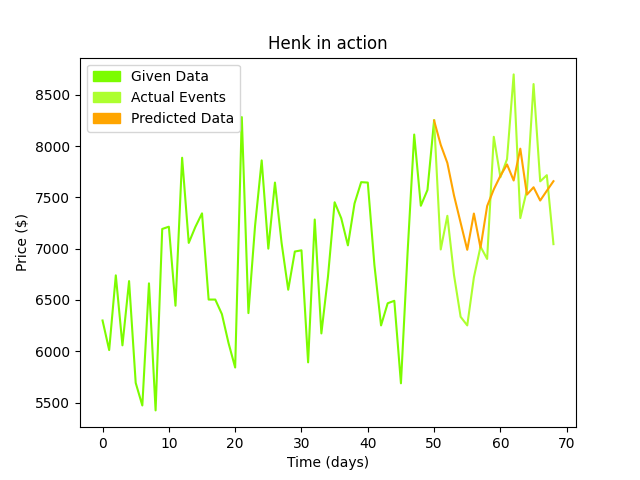 Henk in action
Given Data
Actual Events
Predicted Data
Price ($)
8500
8000
7500
7000
6500
6000
5500
0 10 20 30 40 50 60 70
Time (days)